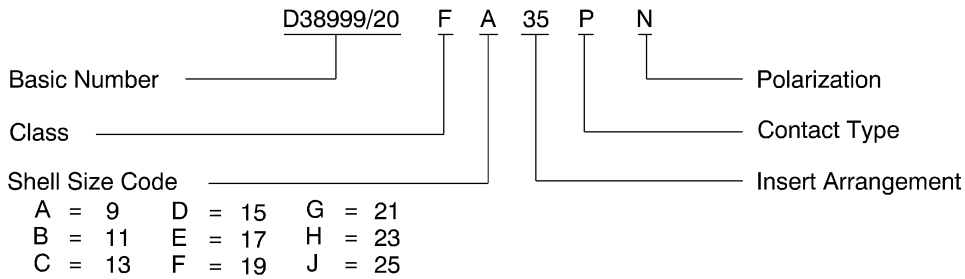 D38999/20 F A 35 P N
Basic Number
Polarization
Class
Contact Type
Shell Size Code
Insert Arrangement
A = 9 D = 15 G = 21
B = 11 E = 17 H = 23
C = 13 F = 19 J = 25